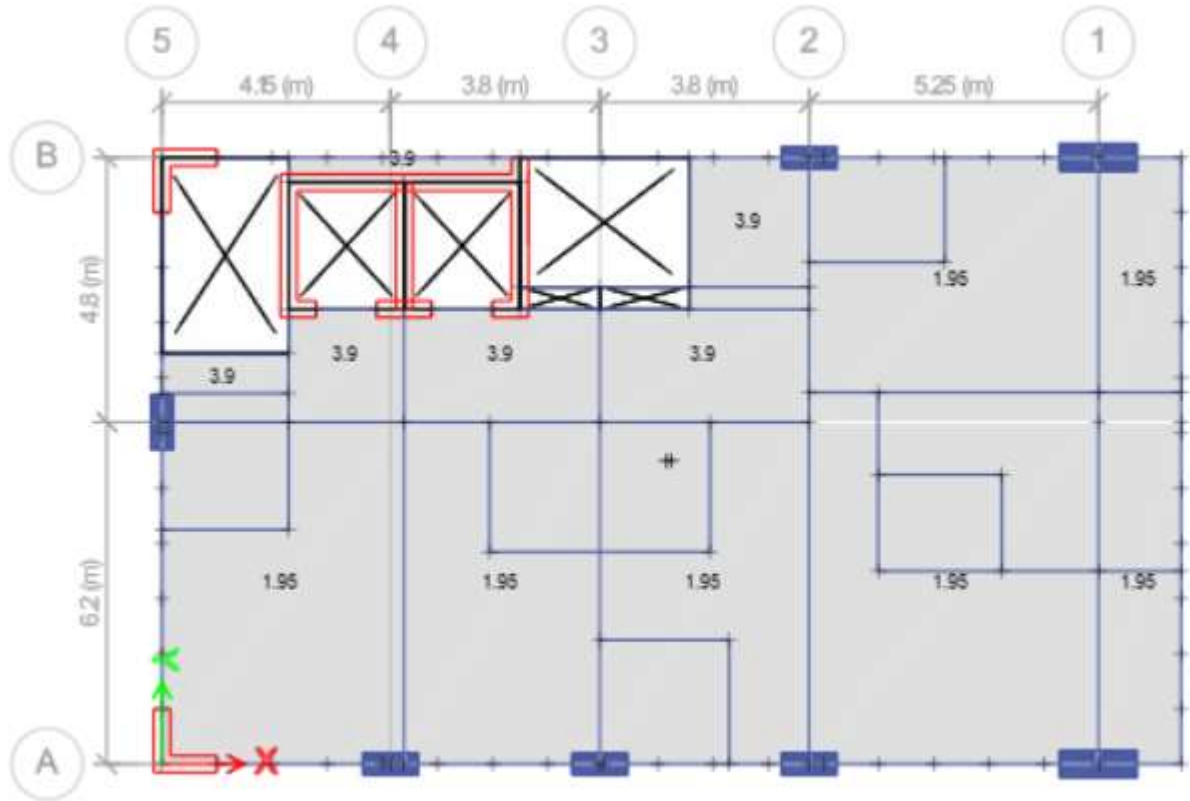 5 4 3 2 1
4.15 (m) 3.8 (m) 3.8 (m) 5.25 (m)
B
3.9
3.9
4.8 (m)
1.95 1.95
3.9 3.9 3.9
3.9
6.2 (m)
1.95 1.95 1.95 1.95 1.95
Y
A
X